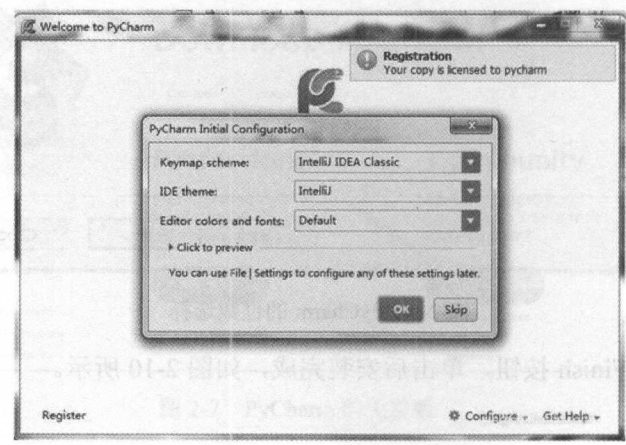 Welcome to PyCharm
Registration
Your copy is licensed to pycharm
PyCharm Initial Configuration
Keymap scheme: IntelliJ IDEA Classic
IDE theme: IntelliJ
Editor colors and fonts: Default
Click to preview
You can use File | Settings to configure any of these settings later.
OK Skip
Register Configure Get Help